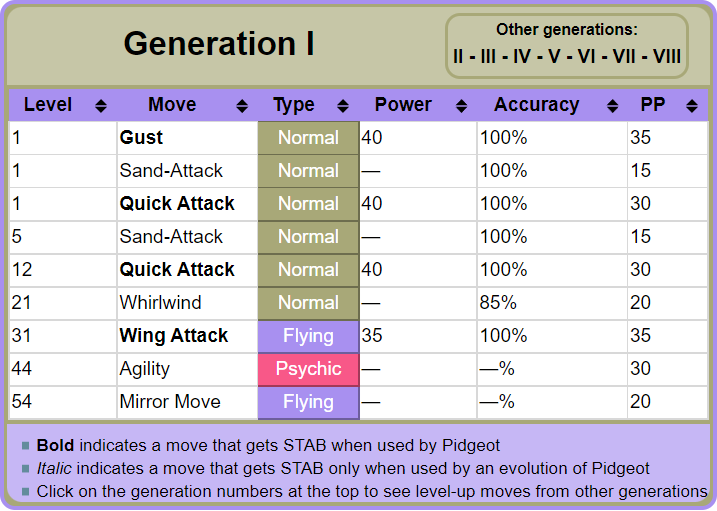 Generation I
Other generations:
II - III - IV - V - VI - VII - VIII
Level Move Type Power Accuracy PP
1 Gust Normal 40 100% 35
1 Sand-Attack Normal — 100% 15
1 Quick Attack Normal 40 100% 30
5 Sand-Attack Normal — 100% 15
12 Quick Attack Normal 40 100% 30
21 Whirlwind Normal — 85% 20
31 Wing Attack Flying 35 100% 35
44 Agility Psychic — —% 30
54 Mirror Move Flying — —% 20
Bold indicates a move that gets STAB when used by Pidgeot
Italic indicates a move that gets STAB only when used by an evolution of Pidgeot
Click on the generation numbers at the top to see level-up moves from other generations